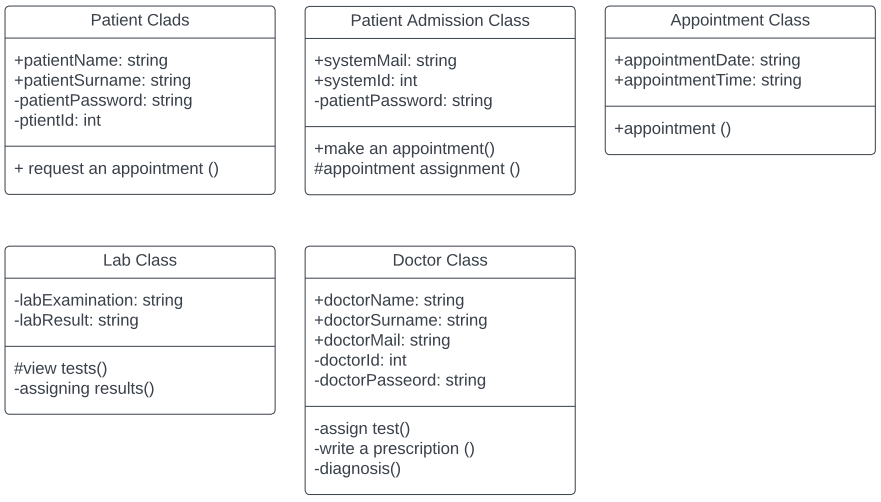 Patient Clads
+patientName: string
+patientSurname: string
-patientPassword: string
-ptientId: int
+ request an appointment ()
Patient Admission Class
+systemMail: string
+systemId: int
-patientPassword: string
+make an appointment()
#appointment assignment ()
Appointment Class
+appointmentDate: string
+appointmentTime: string
+appointment ()
Lab Class
-labExamination: string
-labResult: string
#view tests()
-assigning results()
Doctor Class
+doctorName: string
+doctorSurname: string
+doctorMail: string
-doctorId: int
-doctorPasseord: string
-assign test()
-write a prescription ()
-diagnosis()